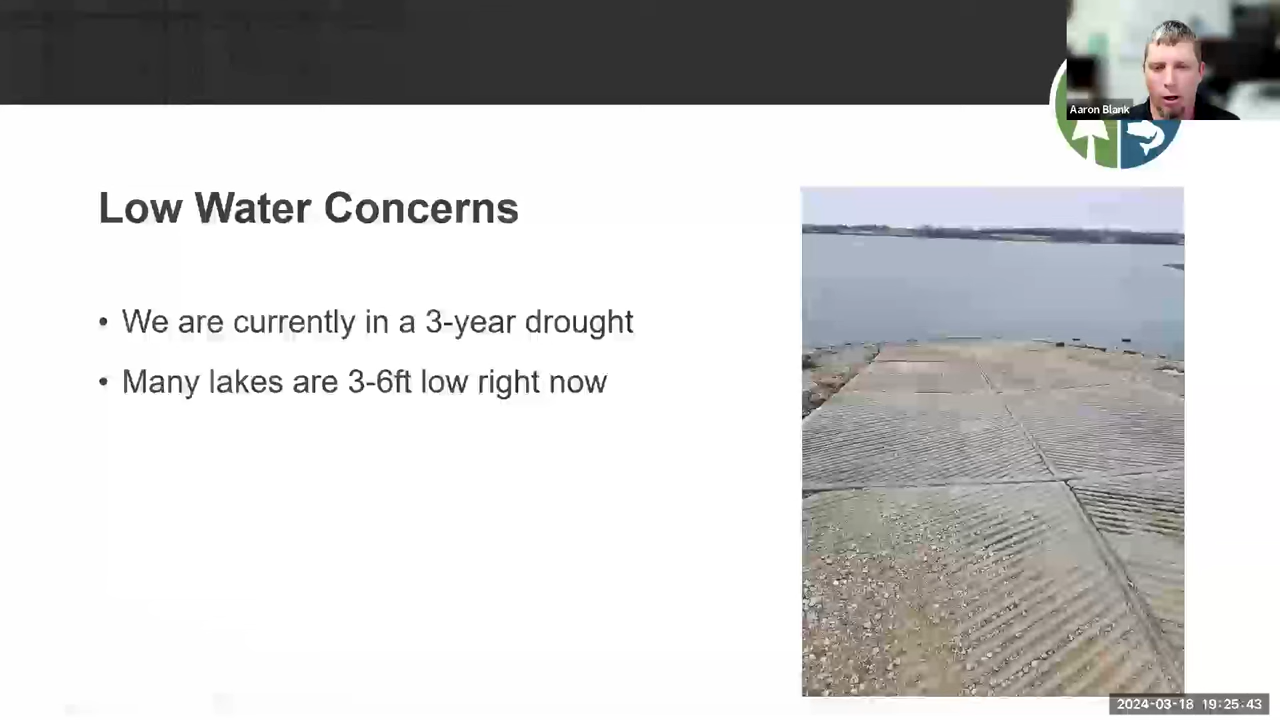 Aaron Blank
Low Water Concerns
• We are currently in a 3-year drought
• Many lakes are 3-6ft low right now
2024-03-18 19:25:43